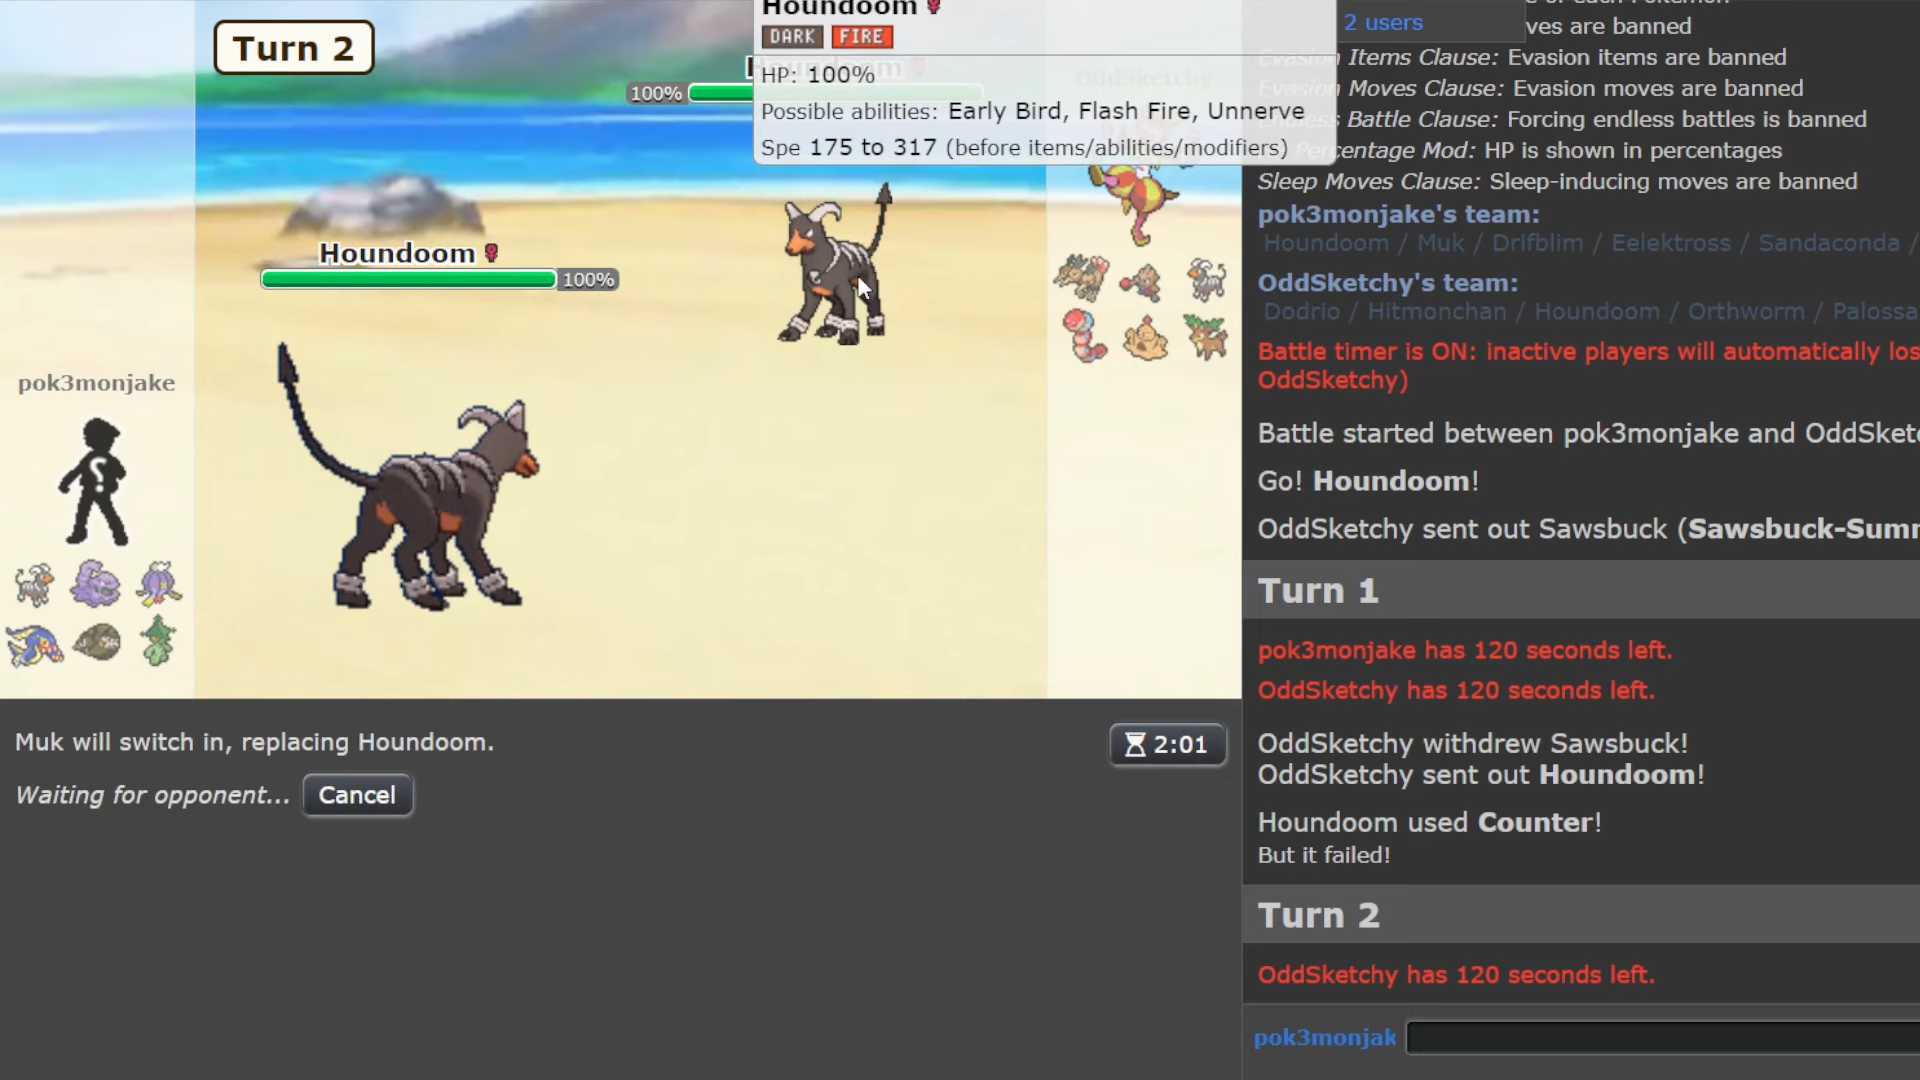 Turn 2
Houndoom
DARK FIRE
HP: 100%
Possible abilities: Early Bird, Flash Fire, Unnerve
Spe 175 to 317 (before items/abilities/modifiers)
100%
OddSketchy
Houndoom
100%
pok3monjake
Muk will switch in, replacing Houndoom.
2:01
Waiting for opponent... Cancel
2 users
ves are banned
Evasion Items Clause: Evasion items are banned
Evasion Moves Clause: Evasion moves are banned
Endless Battle Clause: Forcing endless battles is banned
Percentage Mod: HP is shown in percentages
Sleep Moves Clause: Sleep-inducing moves are banned
pok3monjake's team:
Houndoom / Muk / Drifblim / Eelektross / Sandaconda /
OddSketchy's team:
Dodrio / Hitmonchan / Houndoom / Orthworm / Palossa
Battle timer is ON: inactive players will automatically los
OddSketchy)
Battle started between pok3monjake and OddSketc
Go! Houndoom!
OddSketchy sent out Sawsbuck (Sawsbuck-Summ
Turn 1
pok3monjake has 120 seconds left.
OddSketchy has 120 seconds left.
OddSketchy withdrew Sawsbuck!
OddSketchy sent out Houndoom!
Houndoom used Counter!
But it failed!
Turn 2
OddSketchy has 120 seconds left.
pok3monjak